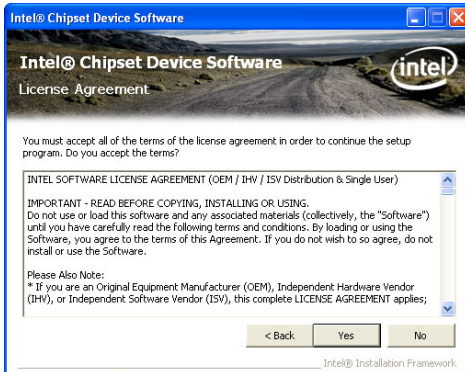 Intel® Chipset Device Software
Intel® Chipset Device Software
intel
License Agreement
You must accept all of the terms of the license agreement in order to continue the setup
program. Do you accept the terms?
INTEL SOFTWARE LICENSE AGREEMENT (OEM / IHV / ISV Distribution & Single User)
IMPORTANT - READ BEFORE COPYING, INSTALLING OR USING.
Do not use or load this software and any associated materials (collectively, the "Software")
until you have carefully read the following terms and conditions. By loading or using the
Software, you agree to the terms of this Agreement. If you do not wish to so agree, do not
install or use the Software.
Please Also Note:
* If you are an Original Equipment Manufacturer (OEM), Independent Hardware Vendor
(IHV), or Independent Software Vendor (ISV), this complete LICENSE AGREEMENT applies;
< Back Yes No
Intel® Installation Framework